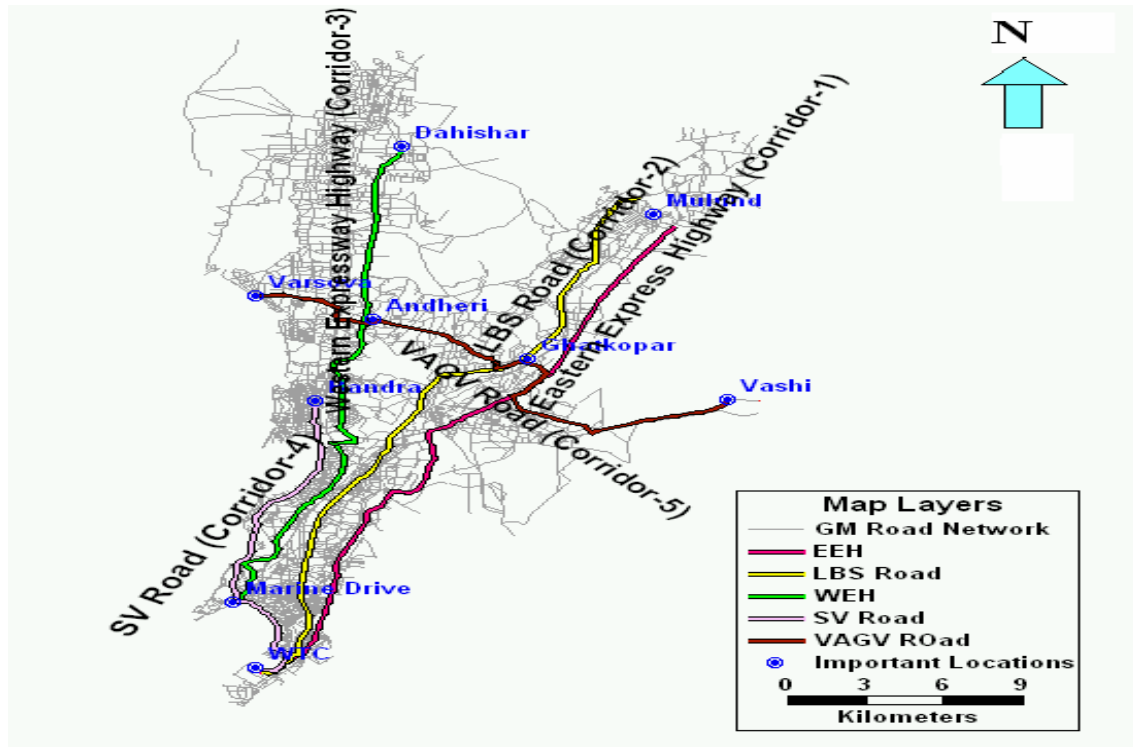 N
Western Expressway Highway (Corridor-3)
Dahishar
Eastern Express Highway (Corridor-1)
LBS Road (Corridor-2)
Mulund
Varsova
Andheri
Ghatkopar
VAGV Road (Corridor-5)
Bandra
Vashi
SV Road (Corridor-4)
Marine Drive
WTC
Map Layers
GM Road Network
EEH
LBS Road
WEH
SV Road
VAGV ROad
Important Locations
0 3 6 9
Kilometers